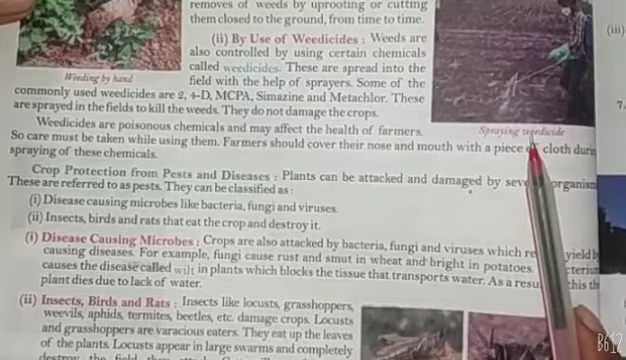 removes of weeds by uprooting or cutting
them closed to the ground, from time to time.
(ii) By Use of Weedicides : Weeds are
also controlled by using certain chemicals
called weedicides. These are spread into the
Weeding by hand
field with the help of sprayers. Some of the
commonly used weedicides are 2, 4-D, MCPA, Simazine and Metachlor. These
are sprayed in the fields to kill the weeds. They do not damage the crops.
Spraying weedicide
Weedicides are poisonous chemicals and may affect the health of farmers.
So care must be taken while using them. Farmers should cover their nose and mouth with a piece cloth
spraying of these chemicals.
Crop Protection from Pests and Diseases : Plants can be attacked and damaged by
These are referred to as pests. They can be classified as :
(i) Disease causing microbes like bacteria, fungi and viruses.
(ii) Insects, birds and rats that eat the crop and destroy it.
(i) Disease Causing Microbes : Crops are also attacked by bacteria, fungi and viruses which yield
causing diseases. For example, fungi cause rust and smut in wheat and bright in potatoes.
causes the disease called wilt in plants which blocks the tissue that transports water. As a
plant dies due to lack of water.
(ii) Insects, Birds and Rats : Insects like locusts, grasshoppers,
weevils, aphids, termites, beetles, etc. damage crops. Locusts
and grasshoppers are varacious eaters. They eat up the leaves
of the plants. Locusts appear in large swarms and completely
destroy the field
(iii)
7.
B612